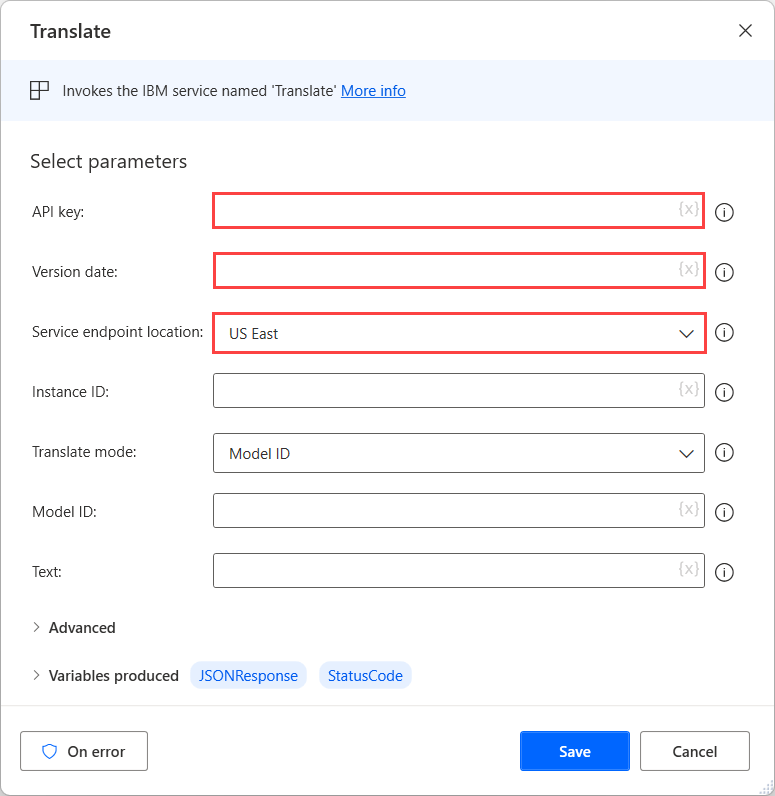 Translate
Invokes the IBM service named 'Translate' More info
Select parameters
API key: {x}
Version date: {x}
Service endpoint location: US East
Instance ID: {x}
Translate mode: Model ID
Model ID: {x}
Text: {x}
Advanced
Variables produced JSONResponse StatusCode
On error Save Cancel